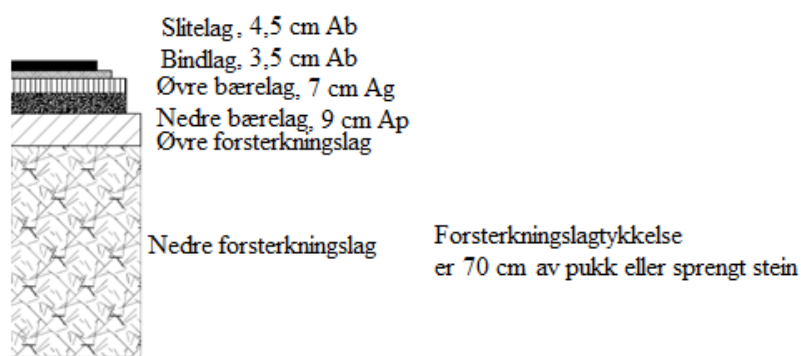 Slitelag, 4,5 cm Ab
Bindlag, 3,5 cm Ab
Øvre bærelag, 7 cm Ag
Nedre bærelag, 9 cm Ap
Øvre forsterkningslag
Nedre forsterkningslag
Forsterkningslagtykkelse
er 70 cm av pukk eller sprengt stein